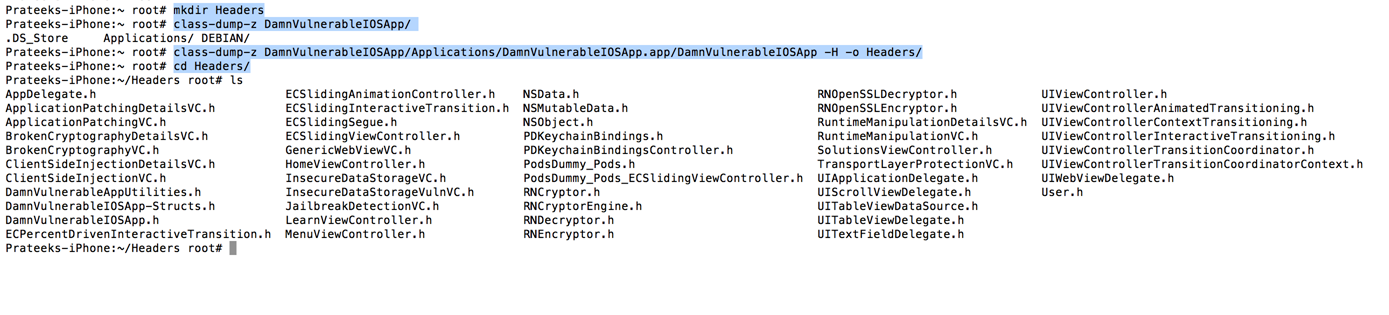 Prateeks-iPhone:~ root# mkdir Headers
Prateeks-iPhone:~ root# class-dump-z DamnVulnerableIOSApp/
.DS_Store     Applications/ DEBIAN/
Prateeks-iPhone:~ root# class-dump-z DamnVulnerableIOSApp/Applications/DamnVulnerableIOSApp.app/DamnVulnerableIOSApp -H -o Headers/
Prateeks-iPhone:~ root# cd Headers/
Prateeks-iPhone:~/Headers root# ls
AppDelegate.h ECSlidingAnimationController.h NSData.h RNOpenSSLDecryptor.h UIViewController.h
ApplicationPatchingDetailsVC.h ECSlidingInteractiveTransition.h NSMutableData.h RNOpenSSLEncryptor.h UIViewControllerAnimatedTransitioning.h
ApplicationPatchingVC.h ECSlidingSegue.h NSObject.h RuntimeManipulationDetailsVC.h UIViewControllerContextTransitioning.h
BrokenCryptographyDetailsVC.h ECSlidingViewController.h PDKeychainBindings.h RuntimeManipulationVC.h UIViewControllerInteractiveTransitioning.h
BrokenCryptographyVC.h GenericWebViewVC.h PDKeychainBindingsController.h SolutionsViewController.h UIViewControllerTransitionCoordinator.h
ClientSideInjectionDetailsVC.h HomeViewController.h PodsDummy_Pods.h TransportLayerProtectionVC.h UIViewControllerTransitionCoordinatorContext.h
ClientSideInjectionVC.h InsecureDataStorageVC.h PodsDummy_Pods_ECSlidingViewController.h UIApplicationDelegate.h UIWebViewDelegate.h
DamnVulnerableAppUtilities.h InsecureDataStorageVulnVC.h RNCryptor.h UIScrollViewDelegate.h User.h
DamnVulnerableIOSApp-Structs.h JailbreakDetectionVC.h RNCryptorEngine.h UITableViewDataSource.h
DamnVulnerableIOSApp.h LearnViewController.h RNDecryptor.h UITableViewDelegate.h
ECPercentDrivenInteractiveTransition.h MenuViewController.h RNEncryptor.h UITextFieldDelegate.h
Prateeks-iPhone:~/Headers root#